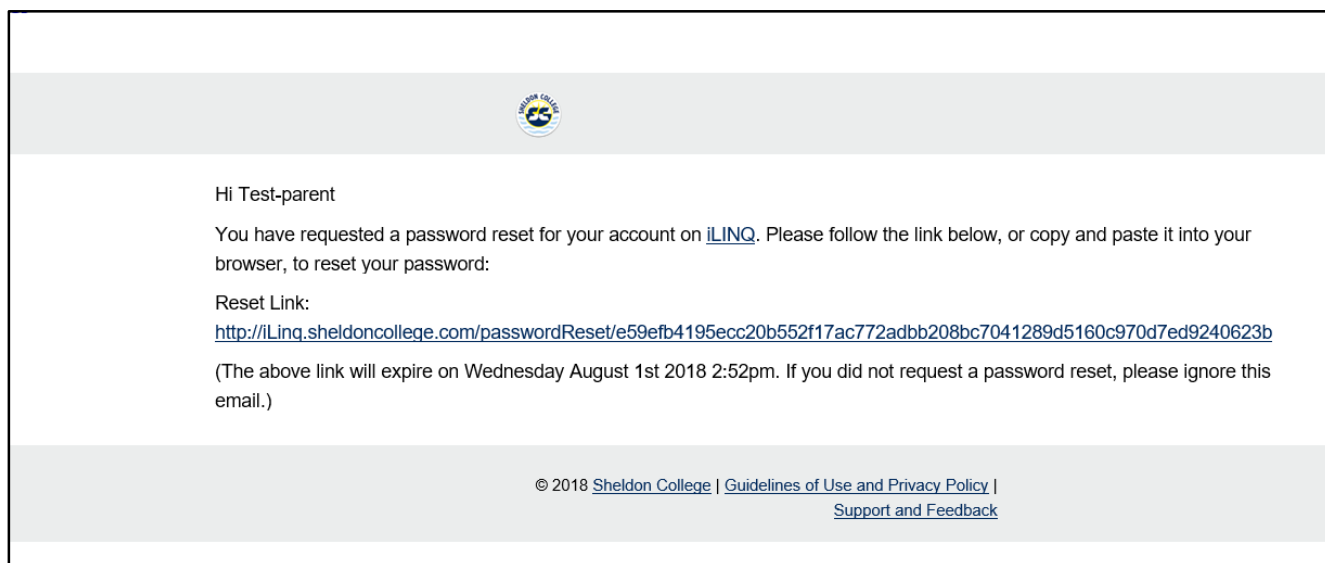 SHELDON COLLEGE
SC
Hi Test-parent
You have requested a password reset for your account on iLINQ. Please follow the link below, or copy and paste it into your
browser, to reset your password:
Reset Link:
http://iLinq.sheldoncollege.com/passwordReset/e59efb4195ecc20b552f17ac772adbb208bc7041289d5160c970d7ed9240623b
(The above link will expire on Wednesday August 1st 2018 2:52pm. If you did not request a password reset, please ignore this
email.)
© 2018 Sheldon College | Guidelines of Use and Privacy Policy |
Support and Feedback